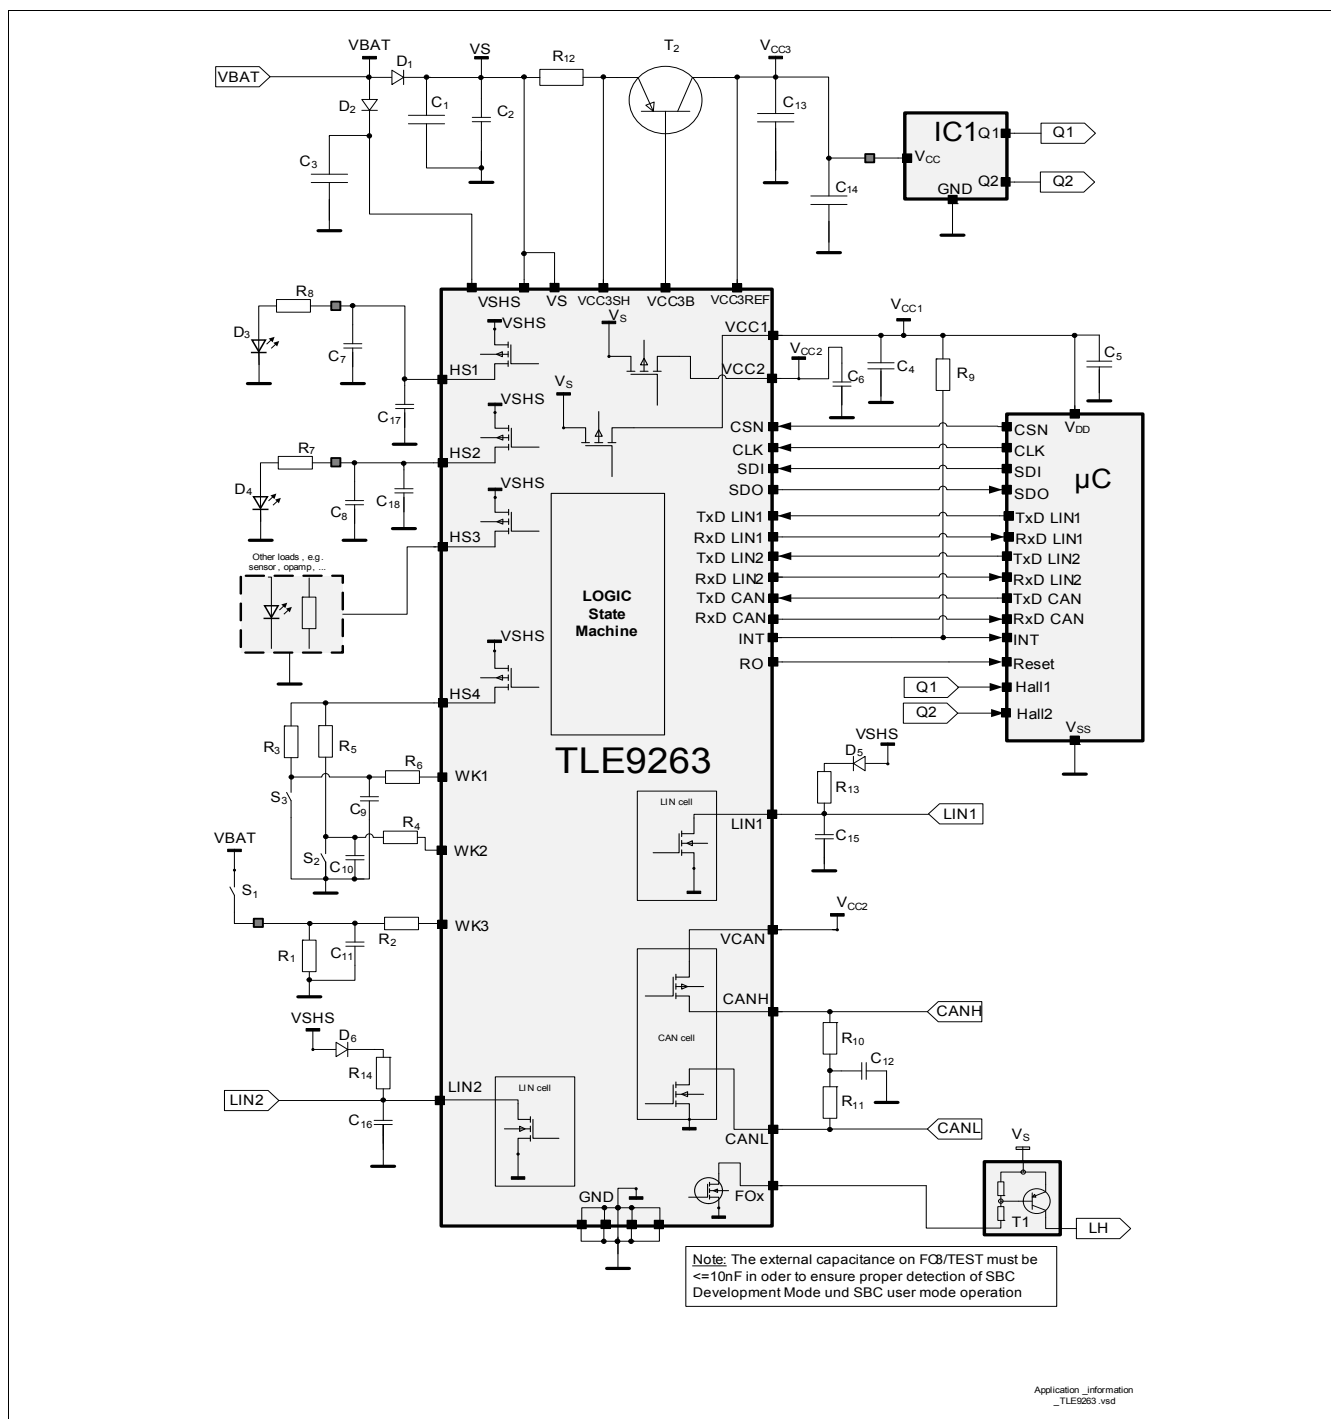 VBAT
VBAT
D1
VS
R12
T2
VCC3
D2
C1
C2
C3
C13
C14
IC1
Q1
Q1
VCC
Q2
Q2
GND
VSHS
VS
VCC3SH
VCC3B
VCC3REF
R8
D3
C7
HS1
C17
VSHS
VS
VCC1
VCC1
VCC2
VCC2
C6
C4
R9
C5
VS
VSHS
R7
D4
C8
C18
HS2
VSHS
HS3
Other loads , e.g.
sensor , opamp , ...
LOGIC
State
Machine
CSN
CLK
SDI
SDO
TxD LIN1
RxD LIN1
TxD LIN2
RxD LIN2
TxD CAN
RxD CAN
INT
RO
VDD
CSN
CLK
SDI
SDO
µC
TxD LIN1
RxD LIN1
TxD LIN2
RxD LIN2
TxD CAN
RxD CAN
INT
Reset
Q1
Hall1
Q2
Hall2
VSS
VSHS
HS4
R3
R5
TLE9263
S3
R6
WK1
C9
R4
S2
C10
WK2
VBAT
S1
R1
C11
R2
WK3
VSHS
D5
R13
LIN cell
LIN1
LIN1
C15
VCC2
VCAN
CANH
CANH
CAN cell
R10
C12
R11
CANL
CANL
VSHS
D6
R14
LIN2
LIN2
C16
LIN cell
GND
FOx
VS
T1
LH
Note: The external capacitance on FO3/TEST must be
<=10nF in oder to ensure proper detection of SBC
Development Mode und SBC user mode operation
Application _information
_TLE9263 .vsd